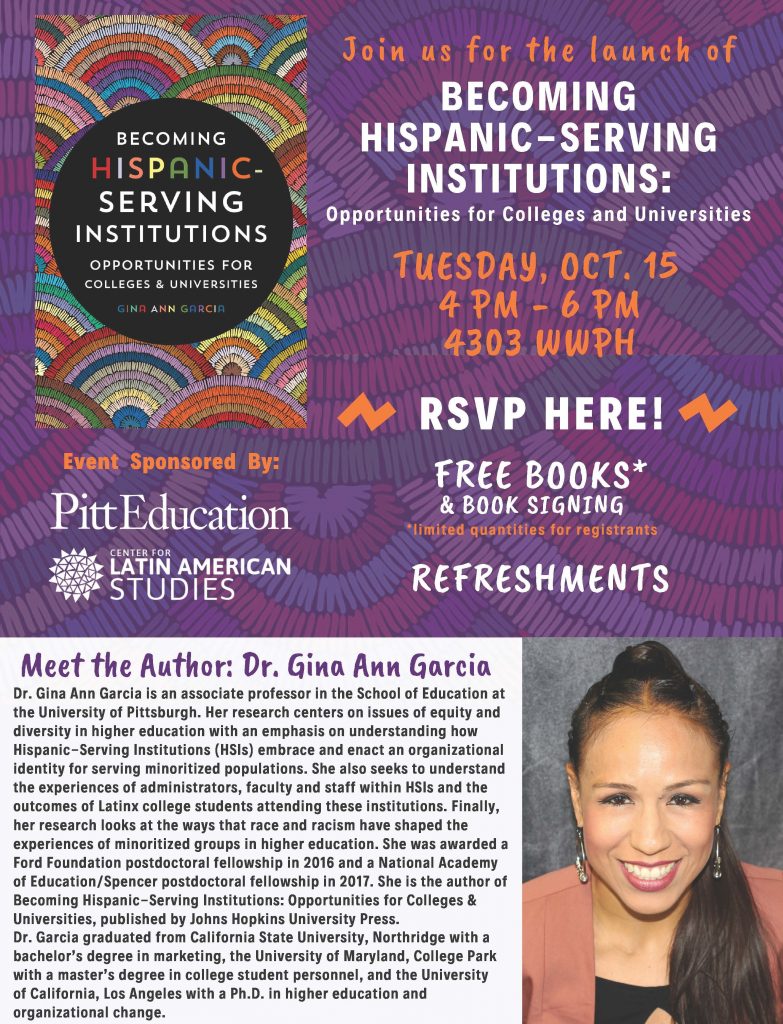 BECOMING
HISPANIC-
SERVING
INSTITUTIONS
OPPORTUNITIES FOR
COLLEGES & UNIVERSITIES
GINA ANN GARCIA
Join us for the launch of
BECOMING
HISPANIC-SERVING
INSTITUTIONS:
Opportunities for Colleges and Universities
TUESDAY, OCT. 15
4 PM - 6 PM
4303 WWPH
RSVP HERE!
FREE BOOKS*
& BOOK SIGNING
*limited quantities for registrants
REFRESHMENTS
Event Sponsored By:
PittEducation
CENTER FOR
LATIN AMERICAN
STUDIES
Meet the Author: Dr. Gina Ann Garcia
Dr. Gina Ann Garcia is an associate professor in the School of Education at
the University of Pittsburgh. Her research centers on issues of equity and
diversity in higher education with an emphasis on understanding how
Hispanic-Serving Institutions (HSIs) embrace and enact an organizational
identity for serving minoritized populations. She also seeks to understand
the experiences of administrators, faculty and staff within HSIs and the
outcomes of Latinx college students attending these institutions. Finally,
her research looks at the ways that race and racism have shaped the
experiences of minoritized groups in higher education. She was awarded a
Ford Foundation postdoctoral fellowship in 2016 and a National Academy
of Education/Spencer postdoctoral fellowship in 2017. She is the author of
Becoming Hispanic-Serving Institutions: Opportunities for Colleges &
Universities, published by Johns Hopkins University Press.
Dr. Garcia graduated from California State University, Northridge with a
bachelor's degree in marketing, the University of Maryland, College Park
with a master's degree in college student personnel, and the University
of California, Los Angeles with a Ph.D. in higher education and
organizational change.